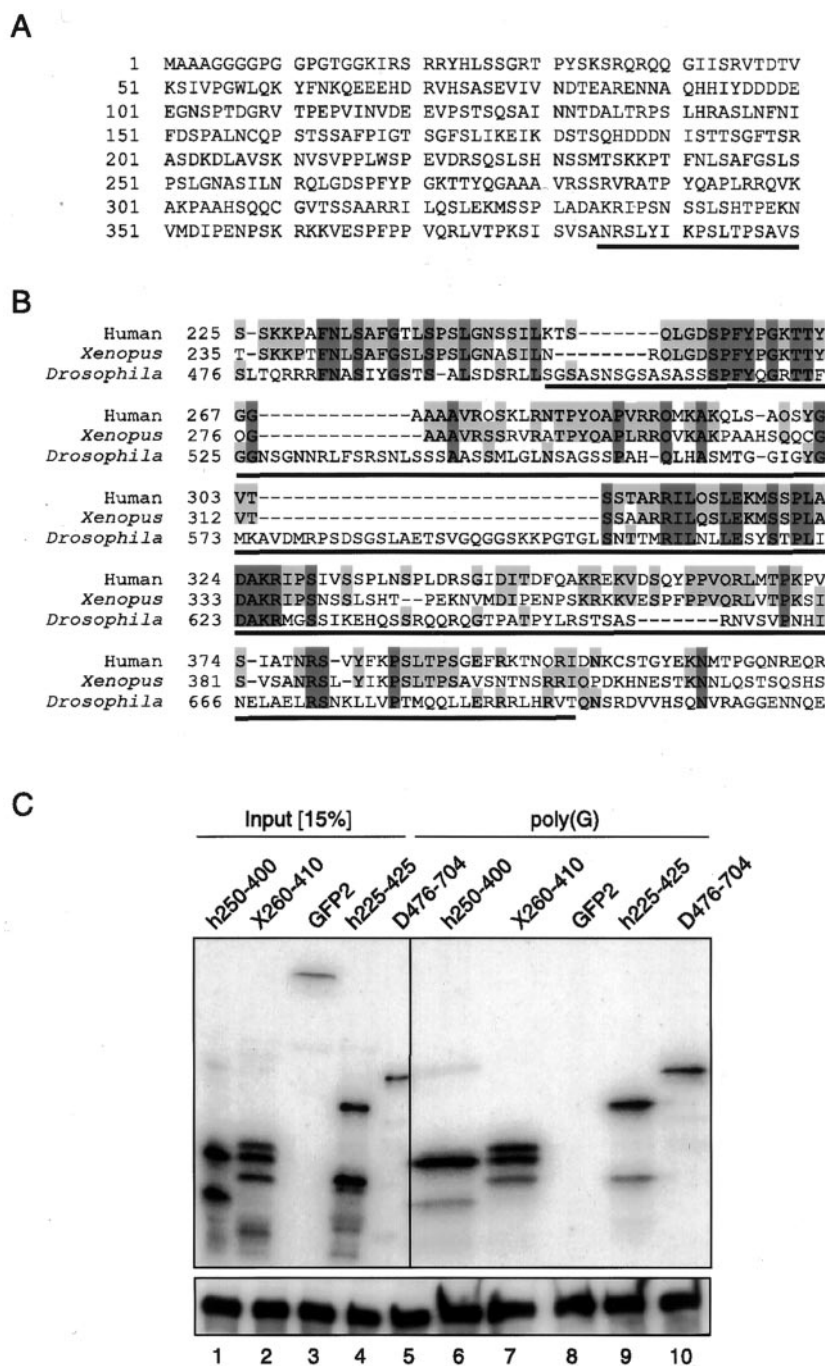 A
1 MAAAGGGGPG GPGTGGKIRS RRYHLSSGRT PYSKSRQRQQ GIISRVTDTV
51 KSIVPGWLQK YFNKQEEEHD RVHSASEVIV NDTEARENNA QHHIYDDDDE
101 EGNSPTDGRV TPEPVINVDE EVPSTSQSAI NNTDALTRPS LHRASLNFNI
151 FDSPALNCQP STSSAFPIGT SGFSLIKEIK DSTSQHDDDN ISTTSGFTSR
201 ASDKDLAVSK NVSVPPLWSP EVDRSQSLSH NSSMTSKKPT FNLSAFGSLS
251 PSLGNASILN RQLGDSPFYP GKTTYQGAAA VRSSRVRATP YQAPLRRQVK
301 AKPAAHSQQC GVTSSAARRI LQSLEKMSSP LADAKRIPSN SSLSHTPEKN
351 VMDIPENPSK RKKVESPFPP VQRLVTPKSI SVSANRSLYI KPSLTPSAVS
B
Human 225 S-SKKPAFNLSAFGTLSPSLGNSSILKTS-------QLGDSPFYPGKTTY
Xenopus 235 T-SKKPTFNLSAFGSLSPSLGNASILN--------RQLGDSPFYPGKTTY
Drosophila 476 SLTQRRRFNASIYGSTS-ALSDSRLLSGSASNSGSASASSSPFYQGRTTF
Human 267 GG-------------AAAAVROSKLRNTPYOAPVRROMKAKQLS-AOSYG
Xenopus 276 OG--------------AAAVRSSRVRATPYQAPLRROVKAKPAAHSQQCG
Drosophila 525 GGNSGNNRLFSRSNLSSSAASSMLGLNSAGSSPAH-QLHASMTG-GIGYG
Human 303 VT-----------------------------SSTARRILOSLEKMSSPLA
Xenopus 312 VT-----------------------------SSAARRILQSLEKMSSPLA
Drosophila 573 MKAVDMRPSDSGSLAETSVGQGGSKKPGTGLSNTTMRILNLLESYSTPLI
Human 324 DAKRIPSIVSSPLNSPLDRSGIDITDFQAKREKVDSQYPPVQRLMTPKPV
Xenopus 333 DAKRIPSNSSLSHT--PEKNVMDIPENPSKRKKVESPFPPVQRLVTPKSI
Drosophila 623 DAKRMGSSIKEHQSSRQQRQGTPATPYLRSTSAS-------RNVSVPNHI
Human 374 S-IATNRS-VYFKPSLTPSGEFRKTNQRIDNKCSTGYEKNMTPGQNREQR
Xenopus 381 S-VSANRSL-YIKPSLTPSAVSNTNSRRIQPDKHNESTKNNLQSTSQSHS
Drosophila 666 NELAELRSNKLLVPTMQQLLERRRLHRVTQNSRDVVHSQNVRAGGENNQE
C
Input [15%] poly(G)
h250-400 X260-410 GFP2 h225-425 D476-704 h250-400 X260-410 GFP2 h225-425 D476-704
1 2 3 4 5 6 7 8 9 10